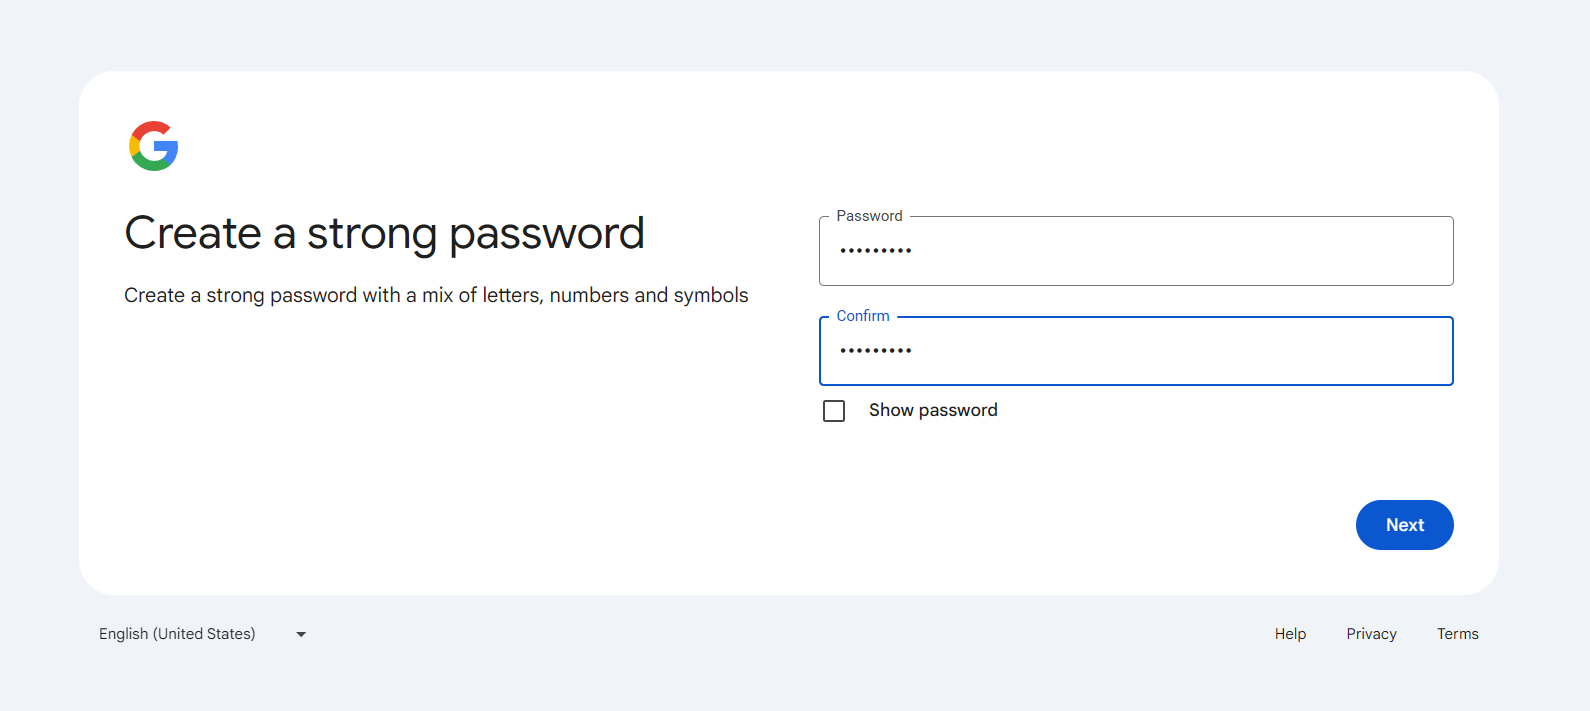 Create a strong password
Create a strong password with a mix of letters, numbers and symbols
Password
•••••••••
Confirm
•••••••••
Show password
Next
English (United States)
Help
Privacy
Terms